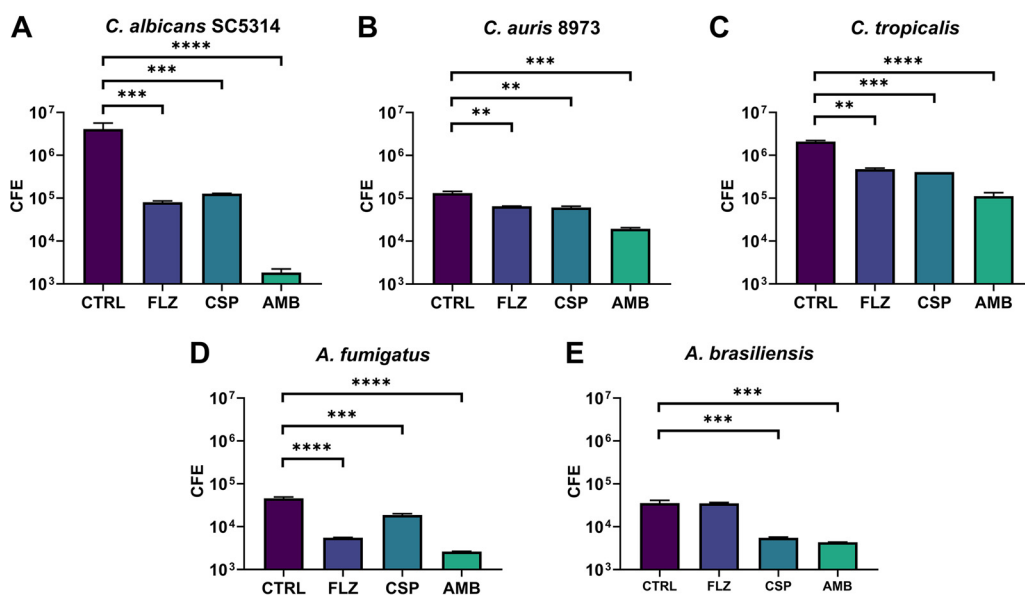 A
C. albicans SC5314
****
***
***
CFE
10⁷
10⁶
10⁵
10⁴
10³
CTRL FLZ CSP AMB
B
C. auris 8973
***
**
**
CFE
10⁷
10⁶
10⁵
10⁴
10³
CTRL FLZ CSP AMB
C
C. tropicalis
****
***
**
CFE
10⁷
10⁶
10⁵
10⁴
10³
CTRL FLZ CSP AMB
D
A. fumigatus
****
***
****
CFE
10⁷
10⁶
10⁵
10⁴
10³
CTRL FLZ CSP AMB
E
A. brasiliensis
***
***
CFE
10⁷
10⁶
10⁵
10⁴
10³
CTRL FLZ CSP AMB